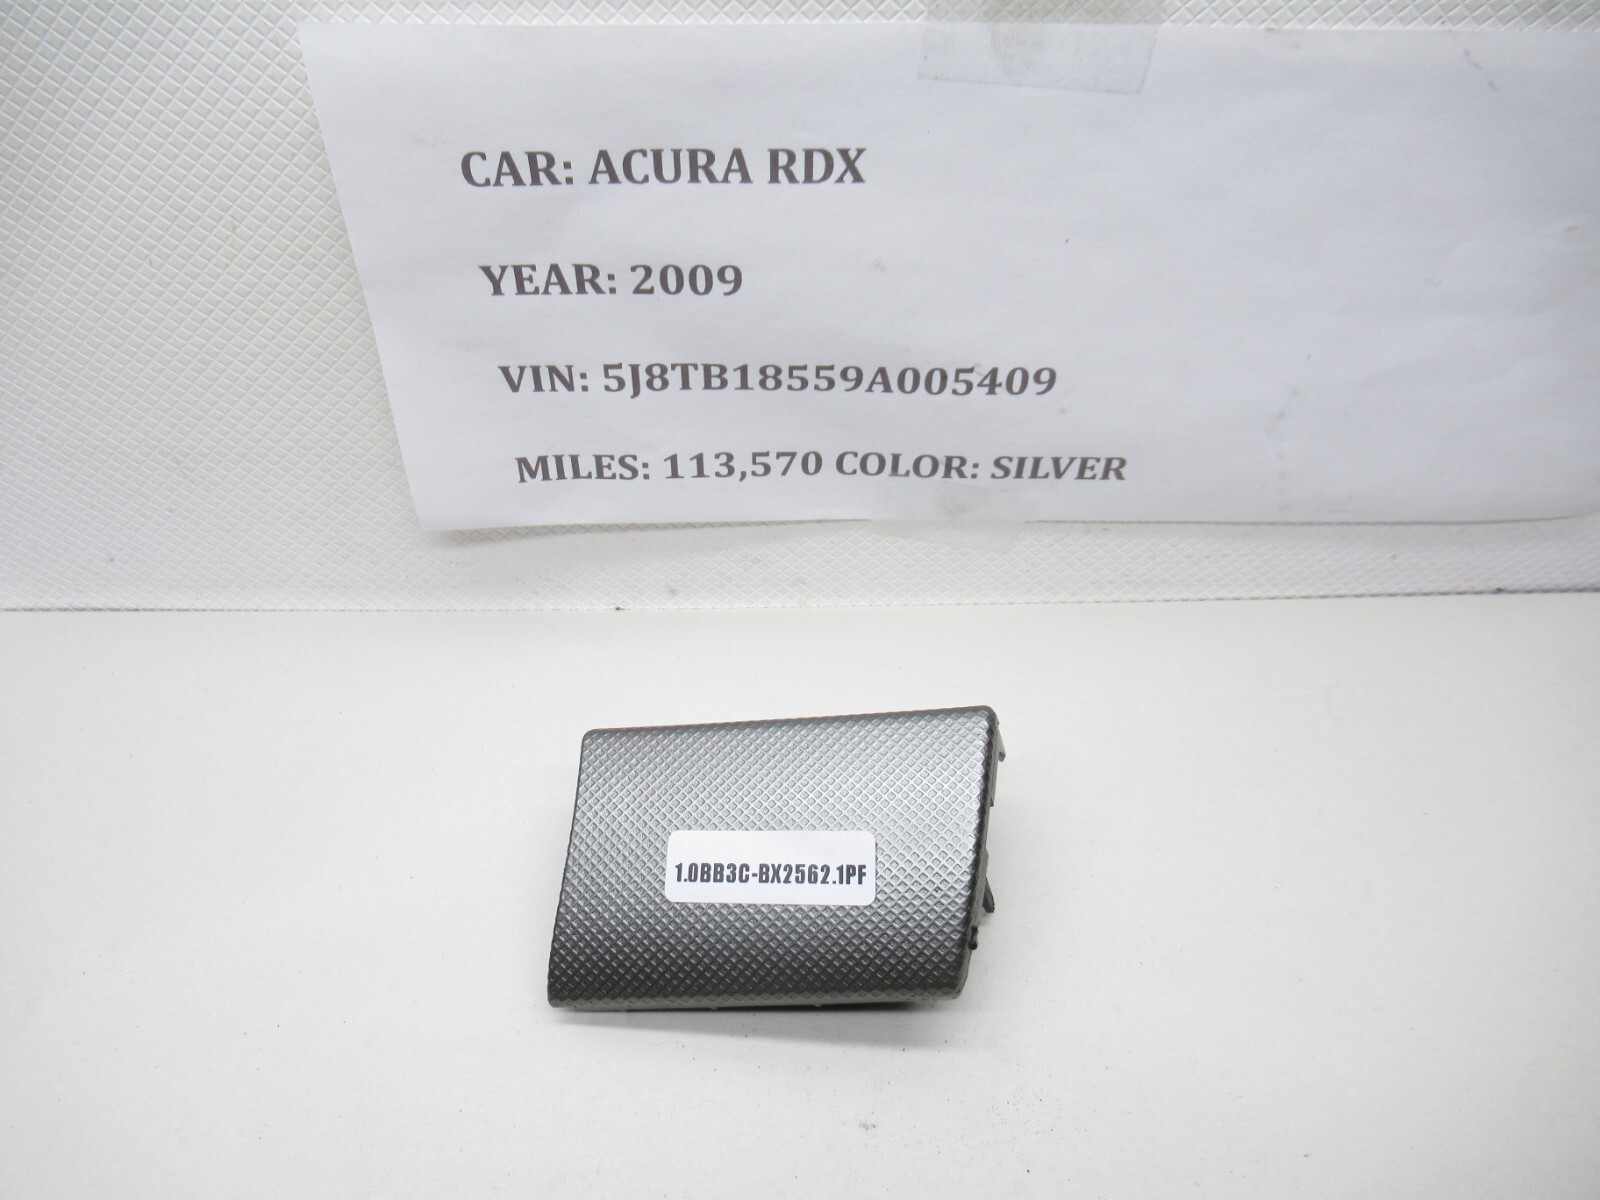 CAR: ACURA RDX
YEAR: 2009
VIN: 5J8TB18559A005409
MILES: 113,570 COLOR: SILVER
1.0BB3C-BX2562.1PF